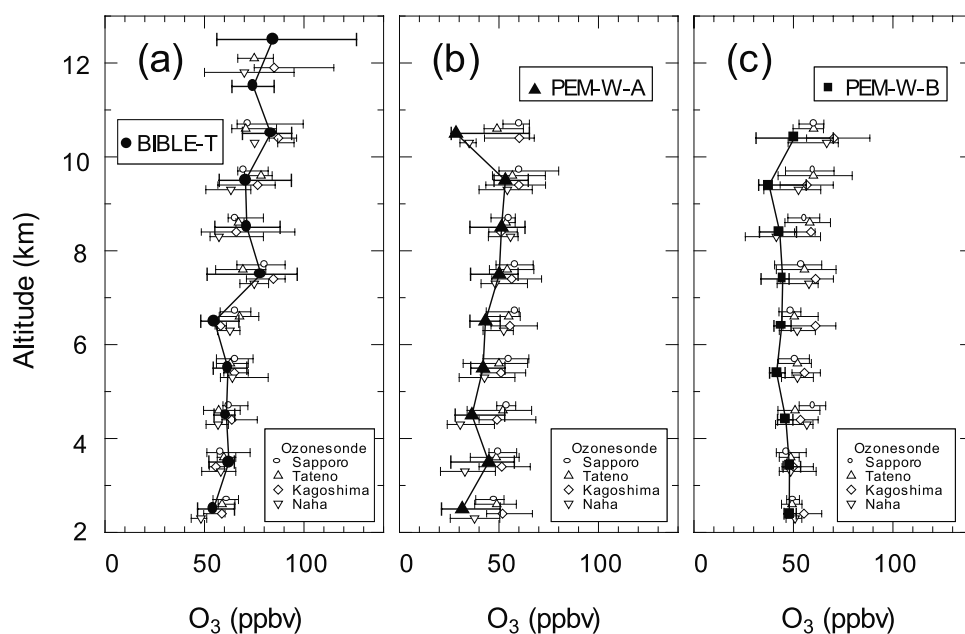 (a)
(b)
(c)
BIBLE-T
PEM-W-A
PEM-W-B
Altitude (km)
12
10
8
6
4
2
Ozonesonde
Sapporo
Tateno
Kagoshima
Naha
Ozonesonde
Sapporo
Tateno
Kagoshima
Naha
Ozonesonde
Sapporo
Tateno
Kagoshima
Naha
0 50 100
0 50 100
0 50 100
O₃ (ppbv)
O₃ (ppbv)
O₃ (ppbv)